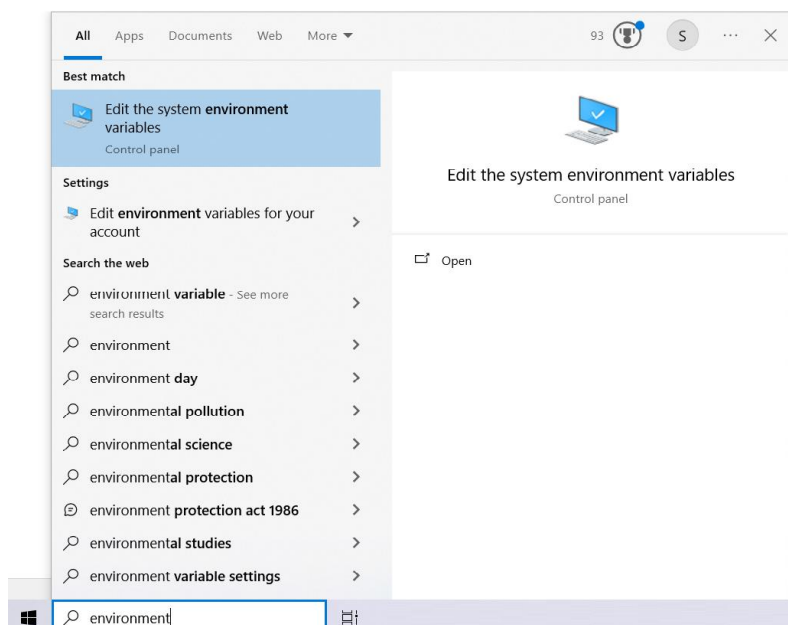 All Apps Documents Web More 93 S ...
Best match
Edit the system environment
variables
Control panel
Settings
Edit environment variables for your
account
Search the web
environment variable - See more
search results
environment
environment day
environmental pollution
environmental science
environmental protection
environment protection act 1986
environmental studies
environment variable settings
environment
Edit the system environment variables
Control panel
Open